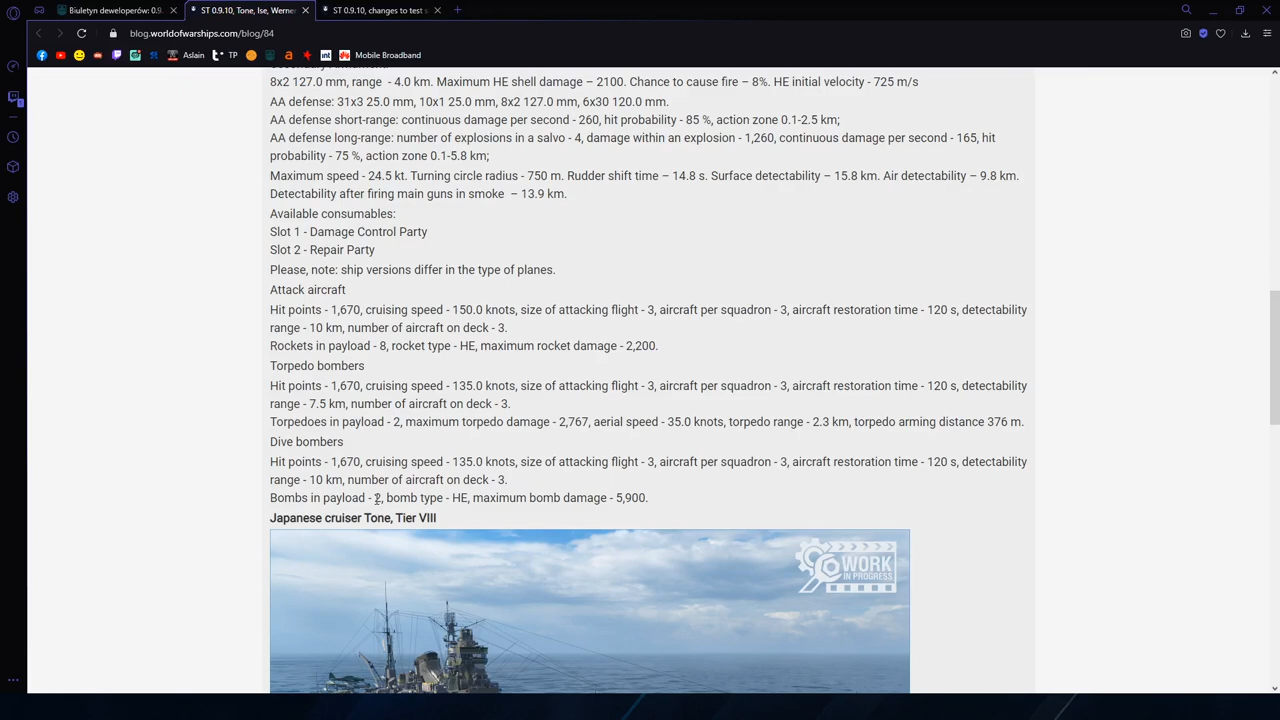 Biuletyn deweloperów: 0.9.
ST 0.9.10, Tone, Ise, Werner
ST 0.9.10, changes to test s
blog.worldofwarships.com/blog/84
Aslain
TP
Mobile Broadband
8x2 127.0 mm, range - 4.0 km. Maximum HE shell damage – 2100. Chance to cause fire – 8%. HE initial velocity - 725 m/s
AA defense: 31x3 25.0 mm, 10x1 25.0 mm, 8x2 127.0 mm, 6x30 120.0 mm.
AA defense short-range: continuous damage per second - 260, hit probability - 85 %, action zone 0.1-2.5 km;
AA defense long-range: number of explosions in a salvo - 4, damage within an explosion - 1,260, continuous damage per second - 165, hit
probability - 75 %, action zone 0.1-5.8 km;
Maximum speed - 24.5 kt. Turning circle radius - 750 m. Rudder shift time – 14.8 s. Surface detectability – 15.8 km. Air detectability – 9.8 km.
Detectability after firing main guns in smoke – 13.9 km.
Available consumables:
Slot 1 - Damage Control Party
Slot 2 - Repair Party
Please, note: ship versions differ in the type of planes.
Attack aircraft
Hit points - 1,670, cruising speed - 150.0 knots, size of attacking flight - 3, aircraft per squadron - 3, aircraft restoration time - 120 s, detectability
range - 10 km, number of aircraft on deck - 3.
Rockets in payload - 8, rocket type - HE, maximum rocket damage - 2,200.
Torpedo bombers
Hit points - 1,670, cruising speed - 135.0 knots, size of attacking flight - 3, aircraft per squadron - 3, aircraft restoration time - 120 s, detectability
range - 7.5 km, number of aircraft on deck - 3.
Torpedoes in payload - 2, maximum torpedo damage - 2,767, aerial speed - 35.0 knots, torpedo range - 2.3 km, torpedo arming distance 376 m.
Dive bombers
Hit points - 1,670, cruising speed - 135.0 knots, size of attacking flight - 3, aircraft per squadron - 3, aircraft restoration time - 120 s, detectability
range - 10 km, number of aircraft on deck - 3.
Bombs in payload - 2, bomb type - HE, maximum bomb damage - 5,900.
Japanese cruiser Tone, Tier VIII
WORK
IN PROGRESS